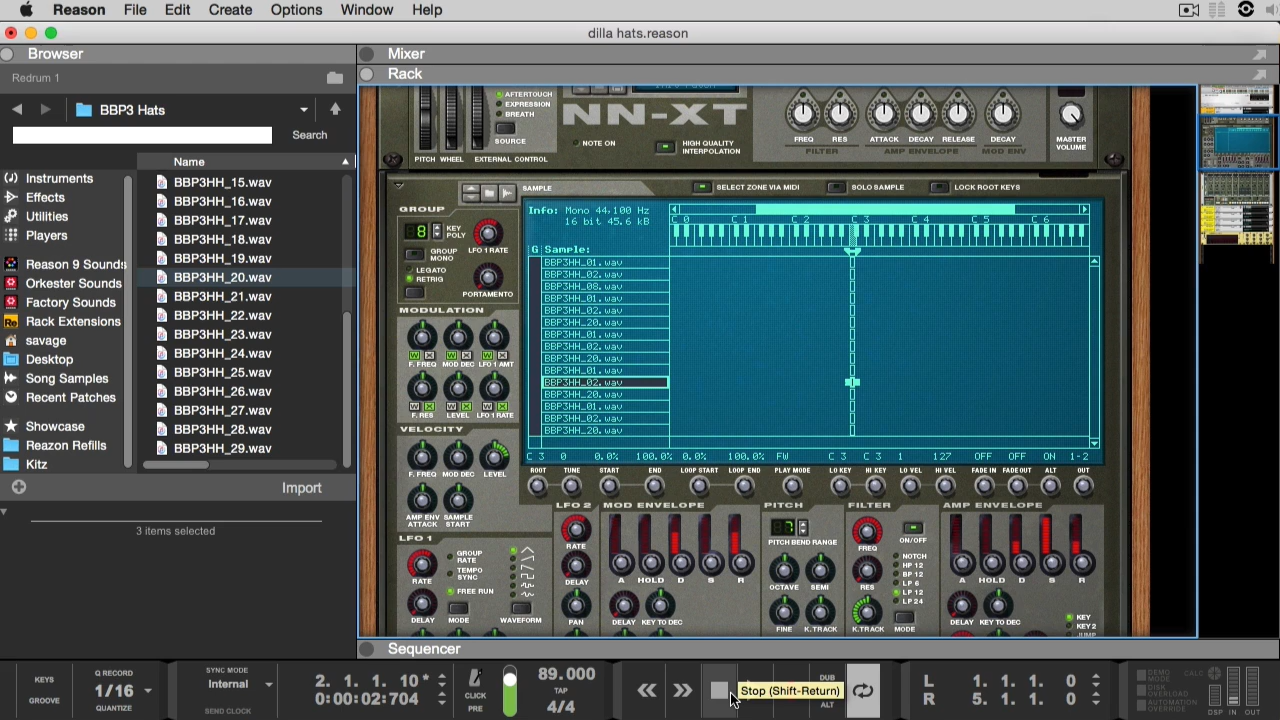 Reason File Edit Create Options Window Help
dilla hats.reason
Browser
Redrum 1
BBP3 Hats
Search
Name
Instruments
Effects
Utilities
Players
Reason 9 Sounds
Orkester Sounds
Factory Sounds
Rack Extensions
savage
Desktop
Song Samples
Recent Patches
Showcase
Reazon Refills
Kitz
BBP3HH_15.wav
BBP3HH_16.wav
BBP3HH_17.wav
BBP3HH_18.wav
BBP3HH_19.wav
BBP3HH_20.wav
BBP3HH_21.wav
BBP3HH_22.wav
BBP3HH_23.wav
BBP3HH_24.wav
BBP3HH_25.wav
BBP3HH_26.wav
BBP3HH_27.wav
BBP3HH_28.wav
BBP3HH_29.wav
Import
3 items selected
Mixer
Rack
AFTERTOUCH
EXPRESSION
BREATH
SOURCE
PITCH WHEEL EXTERNAL CONTROL
NN-XT
NOTE ON
HIGH QUALITY
INTERPOLATION
FREQ RES ATTACK DECAY RELEASE DECAY
FILTER AMP ENVELOPE MOD ENV
MASTER
VOLUME
SAMPLE
SELECT ZONE VIA MIDI SOLO SAMPLE LOCK ROOT KEYS
GROUP
8
KEY
POLY
LFO 1 RATE
GROUP
MONO
LEGATO
RETRIG
PORTAMENTO
MODULATION
W X W X W X
F. FREQ MOD DEC LFO 1 AMT
W X W X W X
F. RES LEVEL LFO 1 RATE
VELOCITY
F. FREQ MOD DEC LEVEL
AMP ENV
ATTACK
SAMPLE
START
Info: Mono 44,100 Hz
16 bit 45.6 kB
C 0 C 1 C 2 C 3 C 4 C 5 C 6
G Sample:
BBP3HH_01.wav
BBP3HH_02.wav
BBP3HH_08.wav
BBP3HH_01.wav
BBP3HH_02.wav
BBP3HH_20.wav
BBP3HH_01.wav
BBP3HH_02.wav
BBP3HH_20.wav
BBP3HH_01.wav
BBP3HH_02.wav
BBP3HH_20.wav
BBP3HH_01.wav
BBP3HH_02.wav
BBP3HH_20.wav
C 3 0 0.0% 100.0% 0.0% 100.0% FW C 3 C 3 1 127 OFF OFF ON 1-2
ROOT TUNE START END LOOP START LOOP END PLAY MODE LO KEY HI KEY LO VEL HI VEL FADE IN FADE OUT ALT OUT
LFO 1
RATE
GROUP
RATE
TEMPO
SYNC
FREE RUN
DELAY MODE WAVEFORM
LFO 2
RATE
DELAY
PAN
MOD ENVELOPE
A HOLD D S R
DELAY KEY TO DEC
PITCH
7
PITCH BEND RANGE
OCTAVE SEMI
FINE K.TRACK
FILTER
FREQ
ON/OFF
RES
NOTCH
HP 12
BP 12
LP 6
LP 12
LP 24
K.TRACK MODE
AMP ENVELOPE
A HOLD D S R
DELAY KEY TO DEC
KEY
KEY 2
JUMP
Sequencer
KEYS
GROOVE
Q RECORD
1/16
QUANTIZE
SYNC MODE
Internal
SEND CLOCK
2. 1. 1. 10 *
0:00:02:704
CLICK
PRE
89.000
TAP
4/4
Stop (Shift-Return)
DUB
ALT
L 1. 1. 1. 0
R 5. 1. 1. 0
DEMO
MODE
DISK
OVERLOAD
AUTOMATION
OVERRIDE
CALC
DSP IN OUT